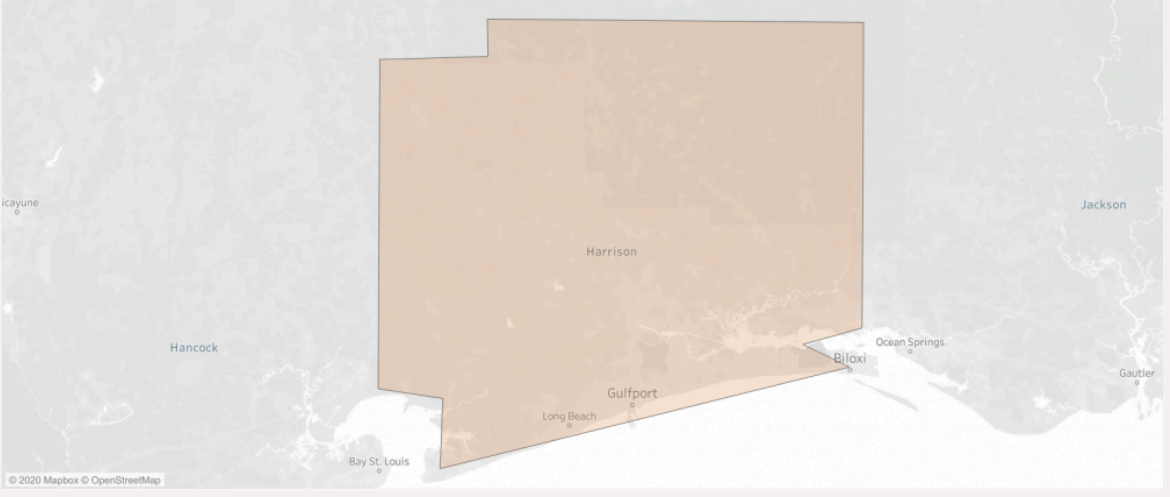 icayune
Jackson
Harrison
Hancock
Ocean Springs
Biloxi
Gautier
Gulfport
Long Beach
Bay St. Louis
© 2020 Mapbox © OpenStreetMap